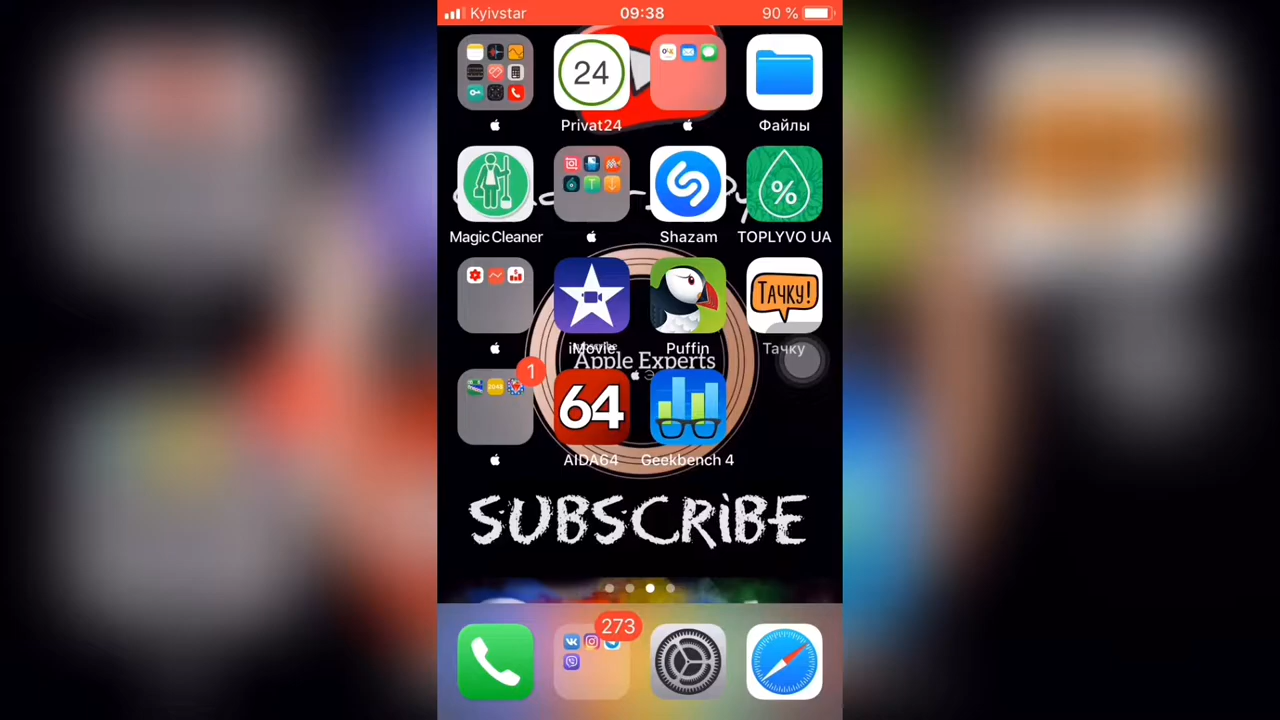 Kyivstar 09:38 90 %
24
Privat24 Файлы
%
Magic Cleaner Shazam TOPLYVO UA
ТАЧКУ!
iMovie Puffin Тачку
subscribe
Apple Experts
1
64
AIDA64 Geekbench 4
SUBSCRiBE
273